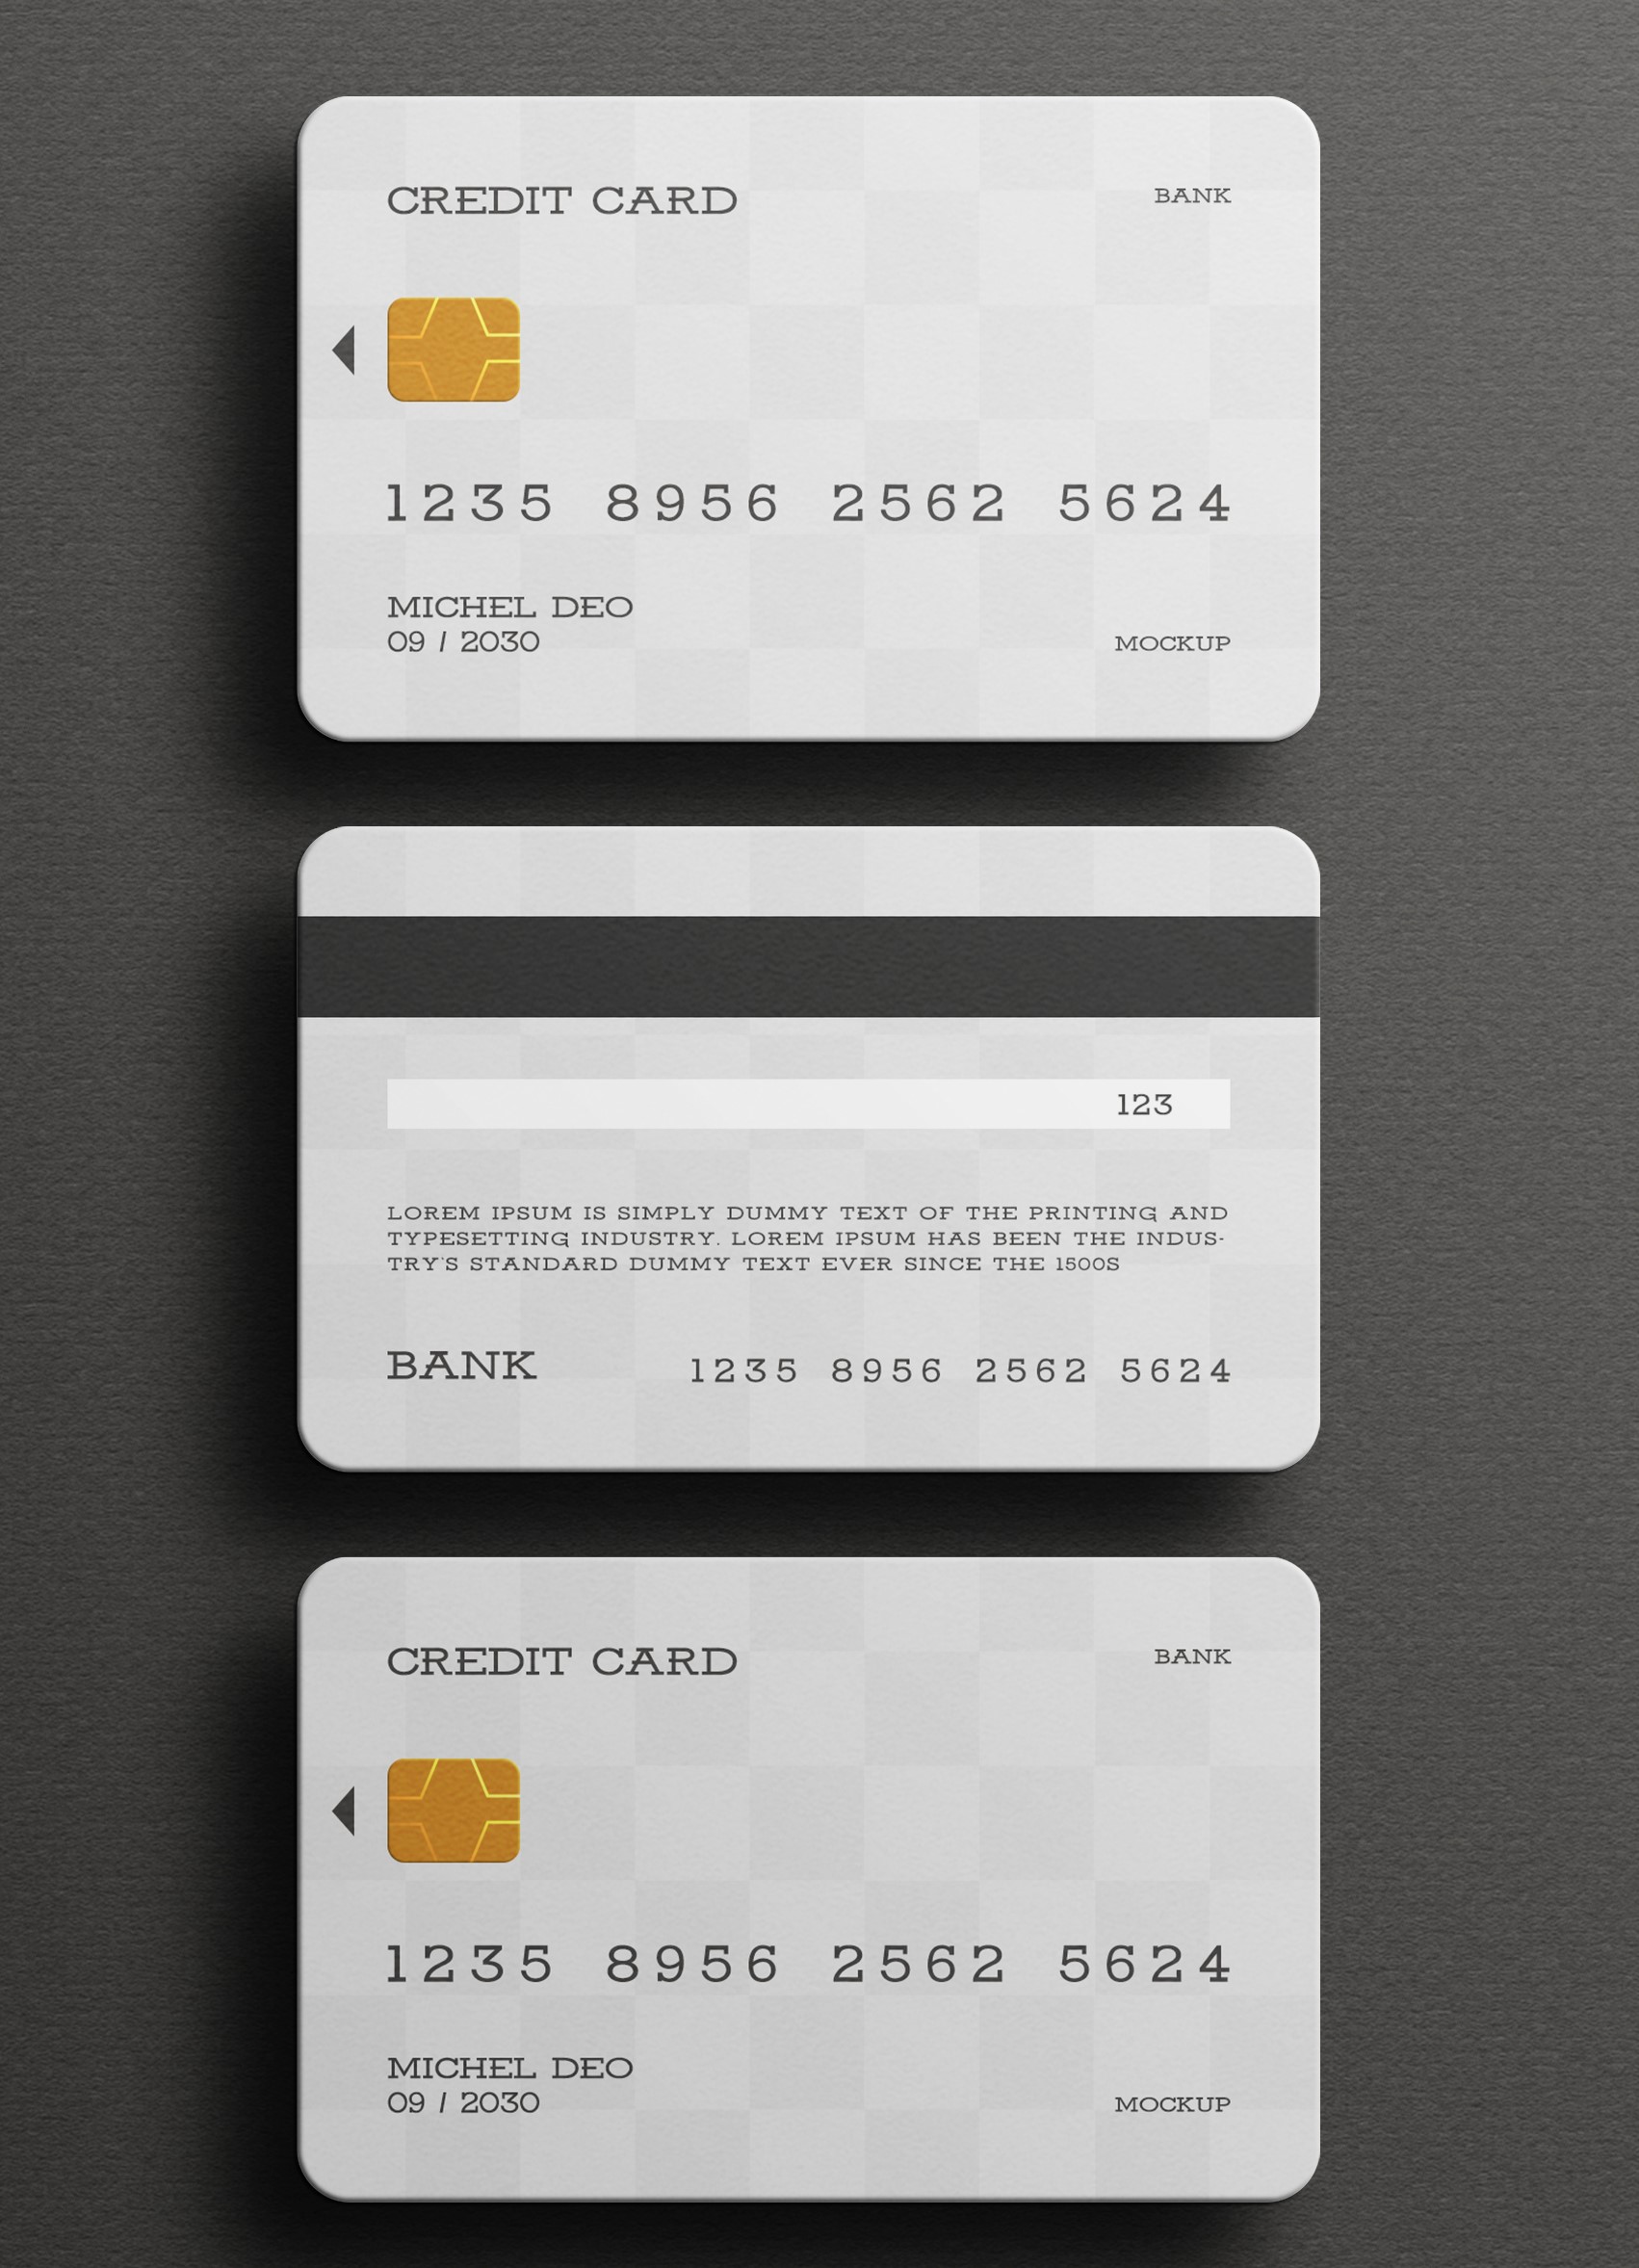 CREDIT CARD BANK
1235 8956 2562 5624
MICHEL DEO
09 / 2030 MOCKUP
123
LOREM IPSUM IS SIMPLY DUMMY TEXT OF THE PRINTING AND
TYPESETTING INDUSTRY. LOREM IPSUM HAS BEEN THE INDUS-
TRY'S STANDARD DUMMY TEXT EVER SINCE THE 1500S
BANK 1235 8956 2562 5624
CREDIT CARD BANK
1235 8956 2562 5624
MICHEL DEO
09 / 2030 MOCKUP